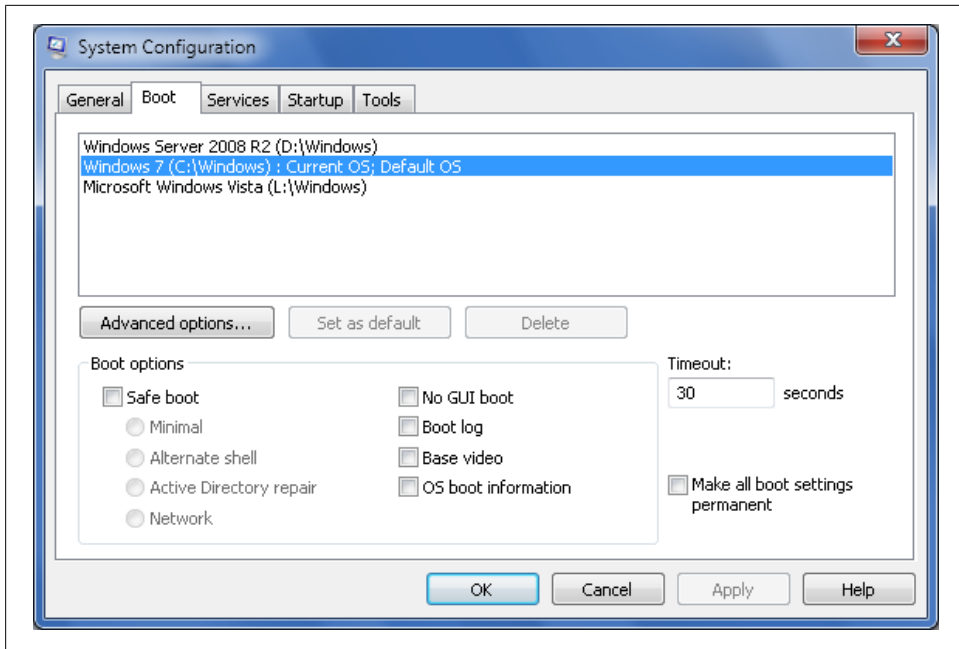 System Configuration
General Boot Services Startup Tools
Windows Server 2008 R2 (D:\Windows)
Windows 7 (C:\Windows) : Current OS; Default OS
Microsoft Windows Vista (L:\Windows)
Advanced options... Set as default Delete
Boot options
Timeout:
Safe boot No GUI boot 30 seconds
Minimal Boot log
Alternate shell Base video
Active Directory repair OS boot information Make all boot settings
permanent
Network
OK Cancel Apply Help